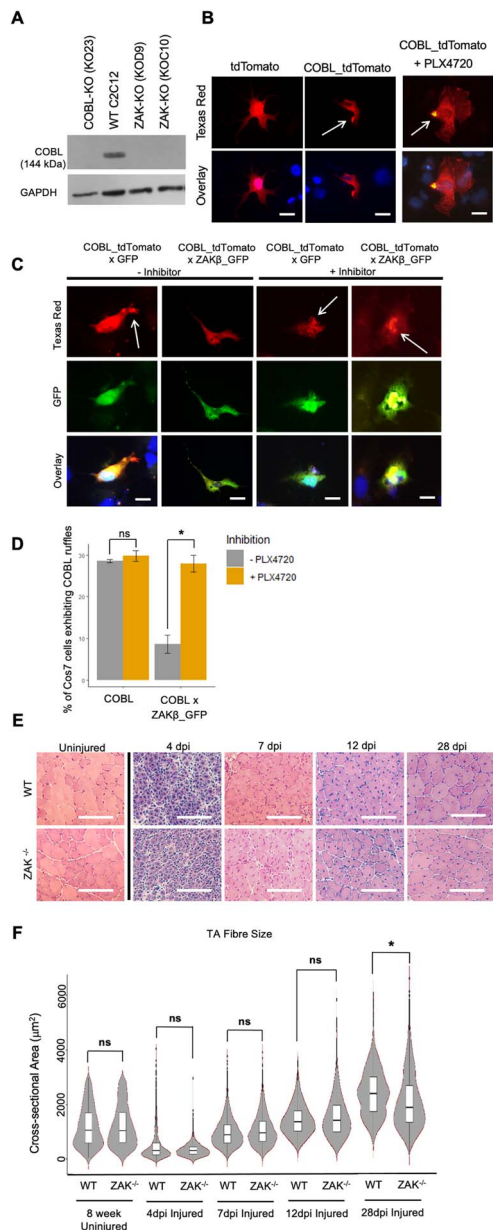 A
COBL-KO (KO23)
WT C2C12
ZAK-KO (KOD9)
ZAK-KO (KOC10)
COBL
(144 kDa)
GAPDH
B
tdTomato
COBL_tdTomato
COBL_tdTomato
+ PLX4720
Texas Red
Overlay
C
COBL_tdTomato
x GFP
COBL_tdTomato
x ZAKβ_GFP
COBL_tdTomato
x GFP
COBL_tdTomato
x ZAKβ_GFP
- Inhibitor
+ Inhibitor
Texas Red
GFP
Overlay
D
% of Cos7 cells exhibiting COBL ruffles
30
20
10
0
ns
*
Inhibition
- PLX4720
+ PLX4720
COBL
COBL x
ZAKβ_GFP
E
Uninjured
4 dpi
7 dpi
12 dpi
28 dpi
WT
ZAK-/-
F
TA Fibre Size
Cross-sectional Area (µm²)
6000
4000
2000
0
ns
ns
ns
ns
*
WT ZAK-/- WT ZAK-/- WT ZAK-/- WT ZAK-/- WT ZAK-/-
8 week
Uninjured
4dpi Injured
7dpi Injured
12dpi Injured
28dpi Injured